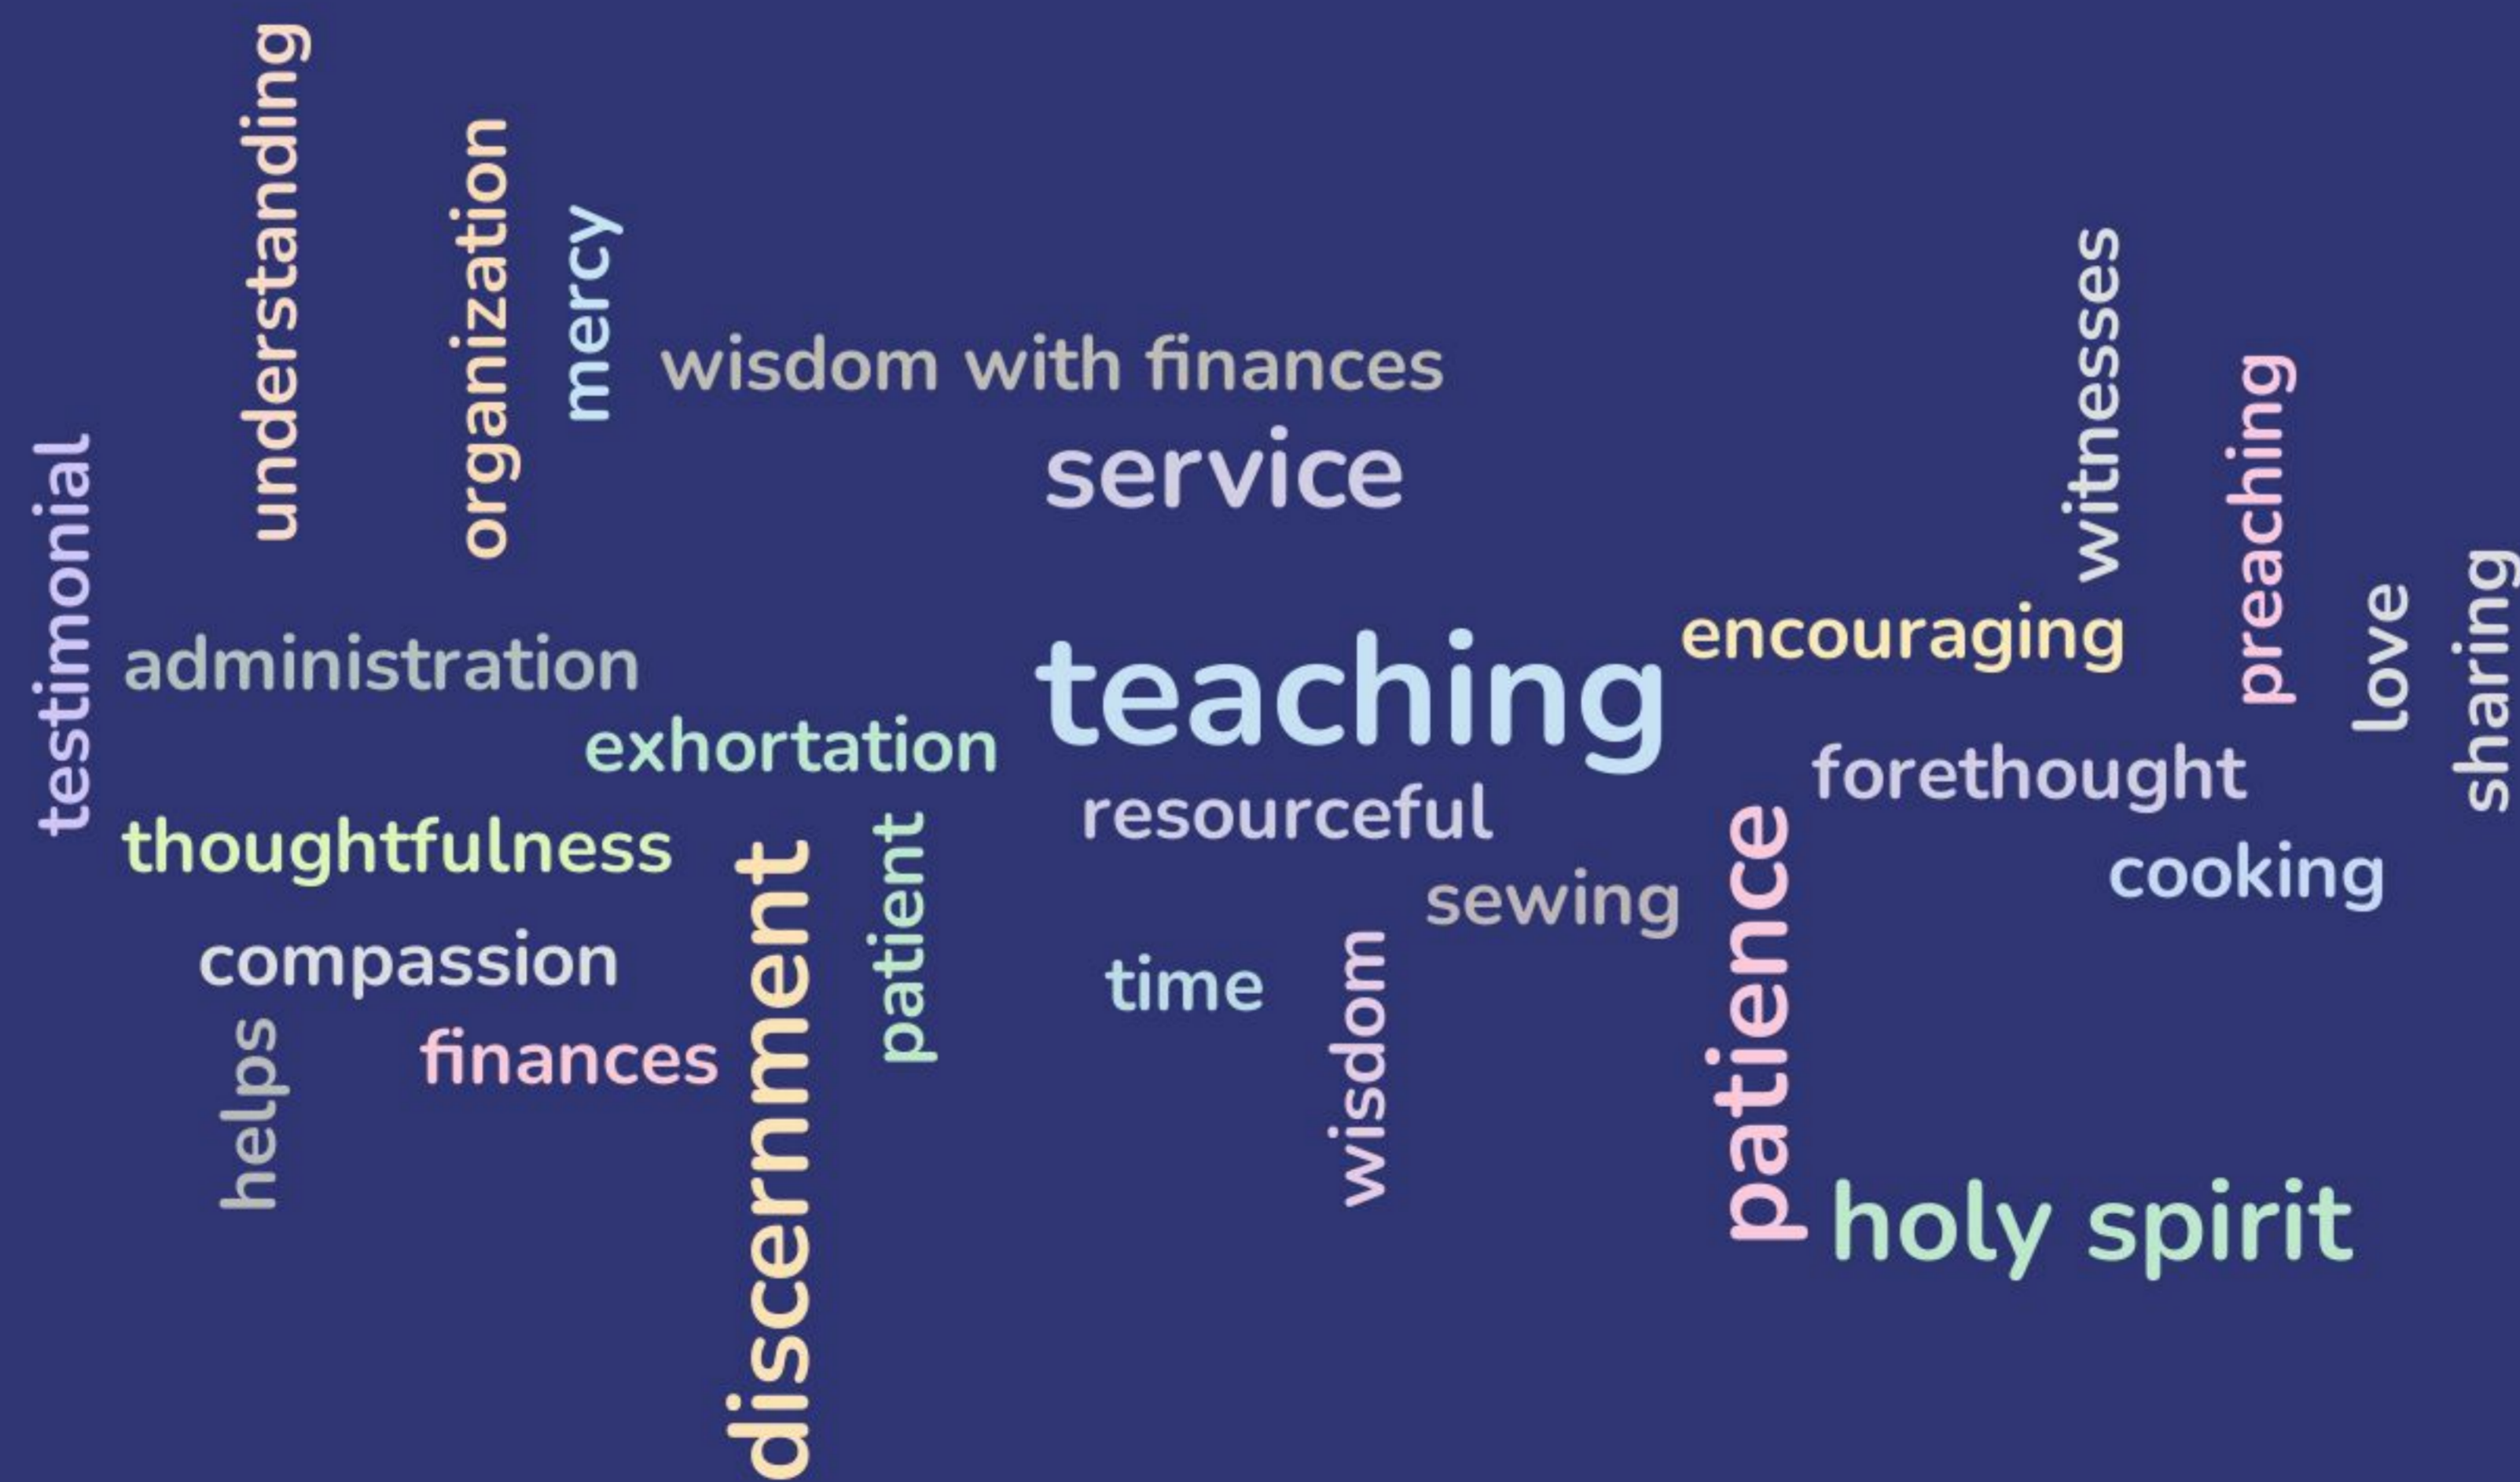 understanding
organization
mercy
witnesses
wisdom with finances
preaching
service
testimonial
sharing
love
encouraging
administration
teaching
exhortation
forethought
resourceful
patience
thoughtfulness
patient
discernment
cooking
sewing
compassion
time
wisdom
helps
finances
holy spirit